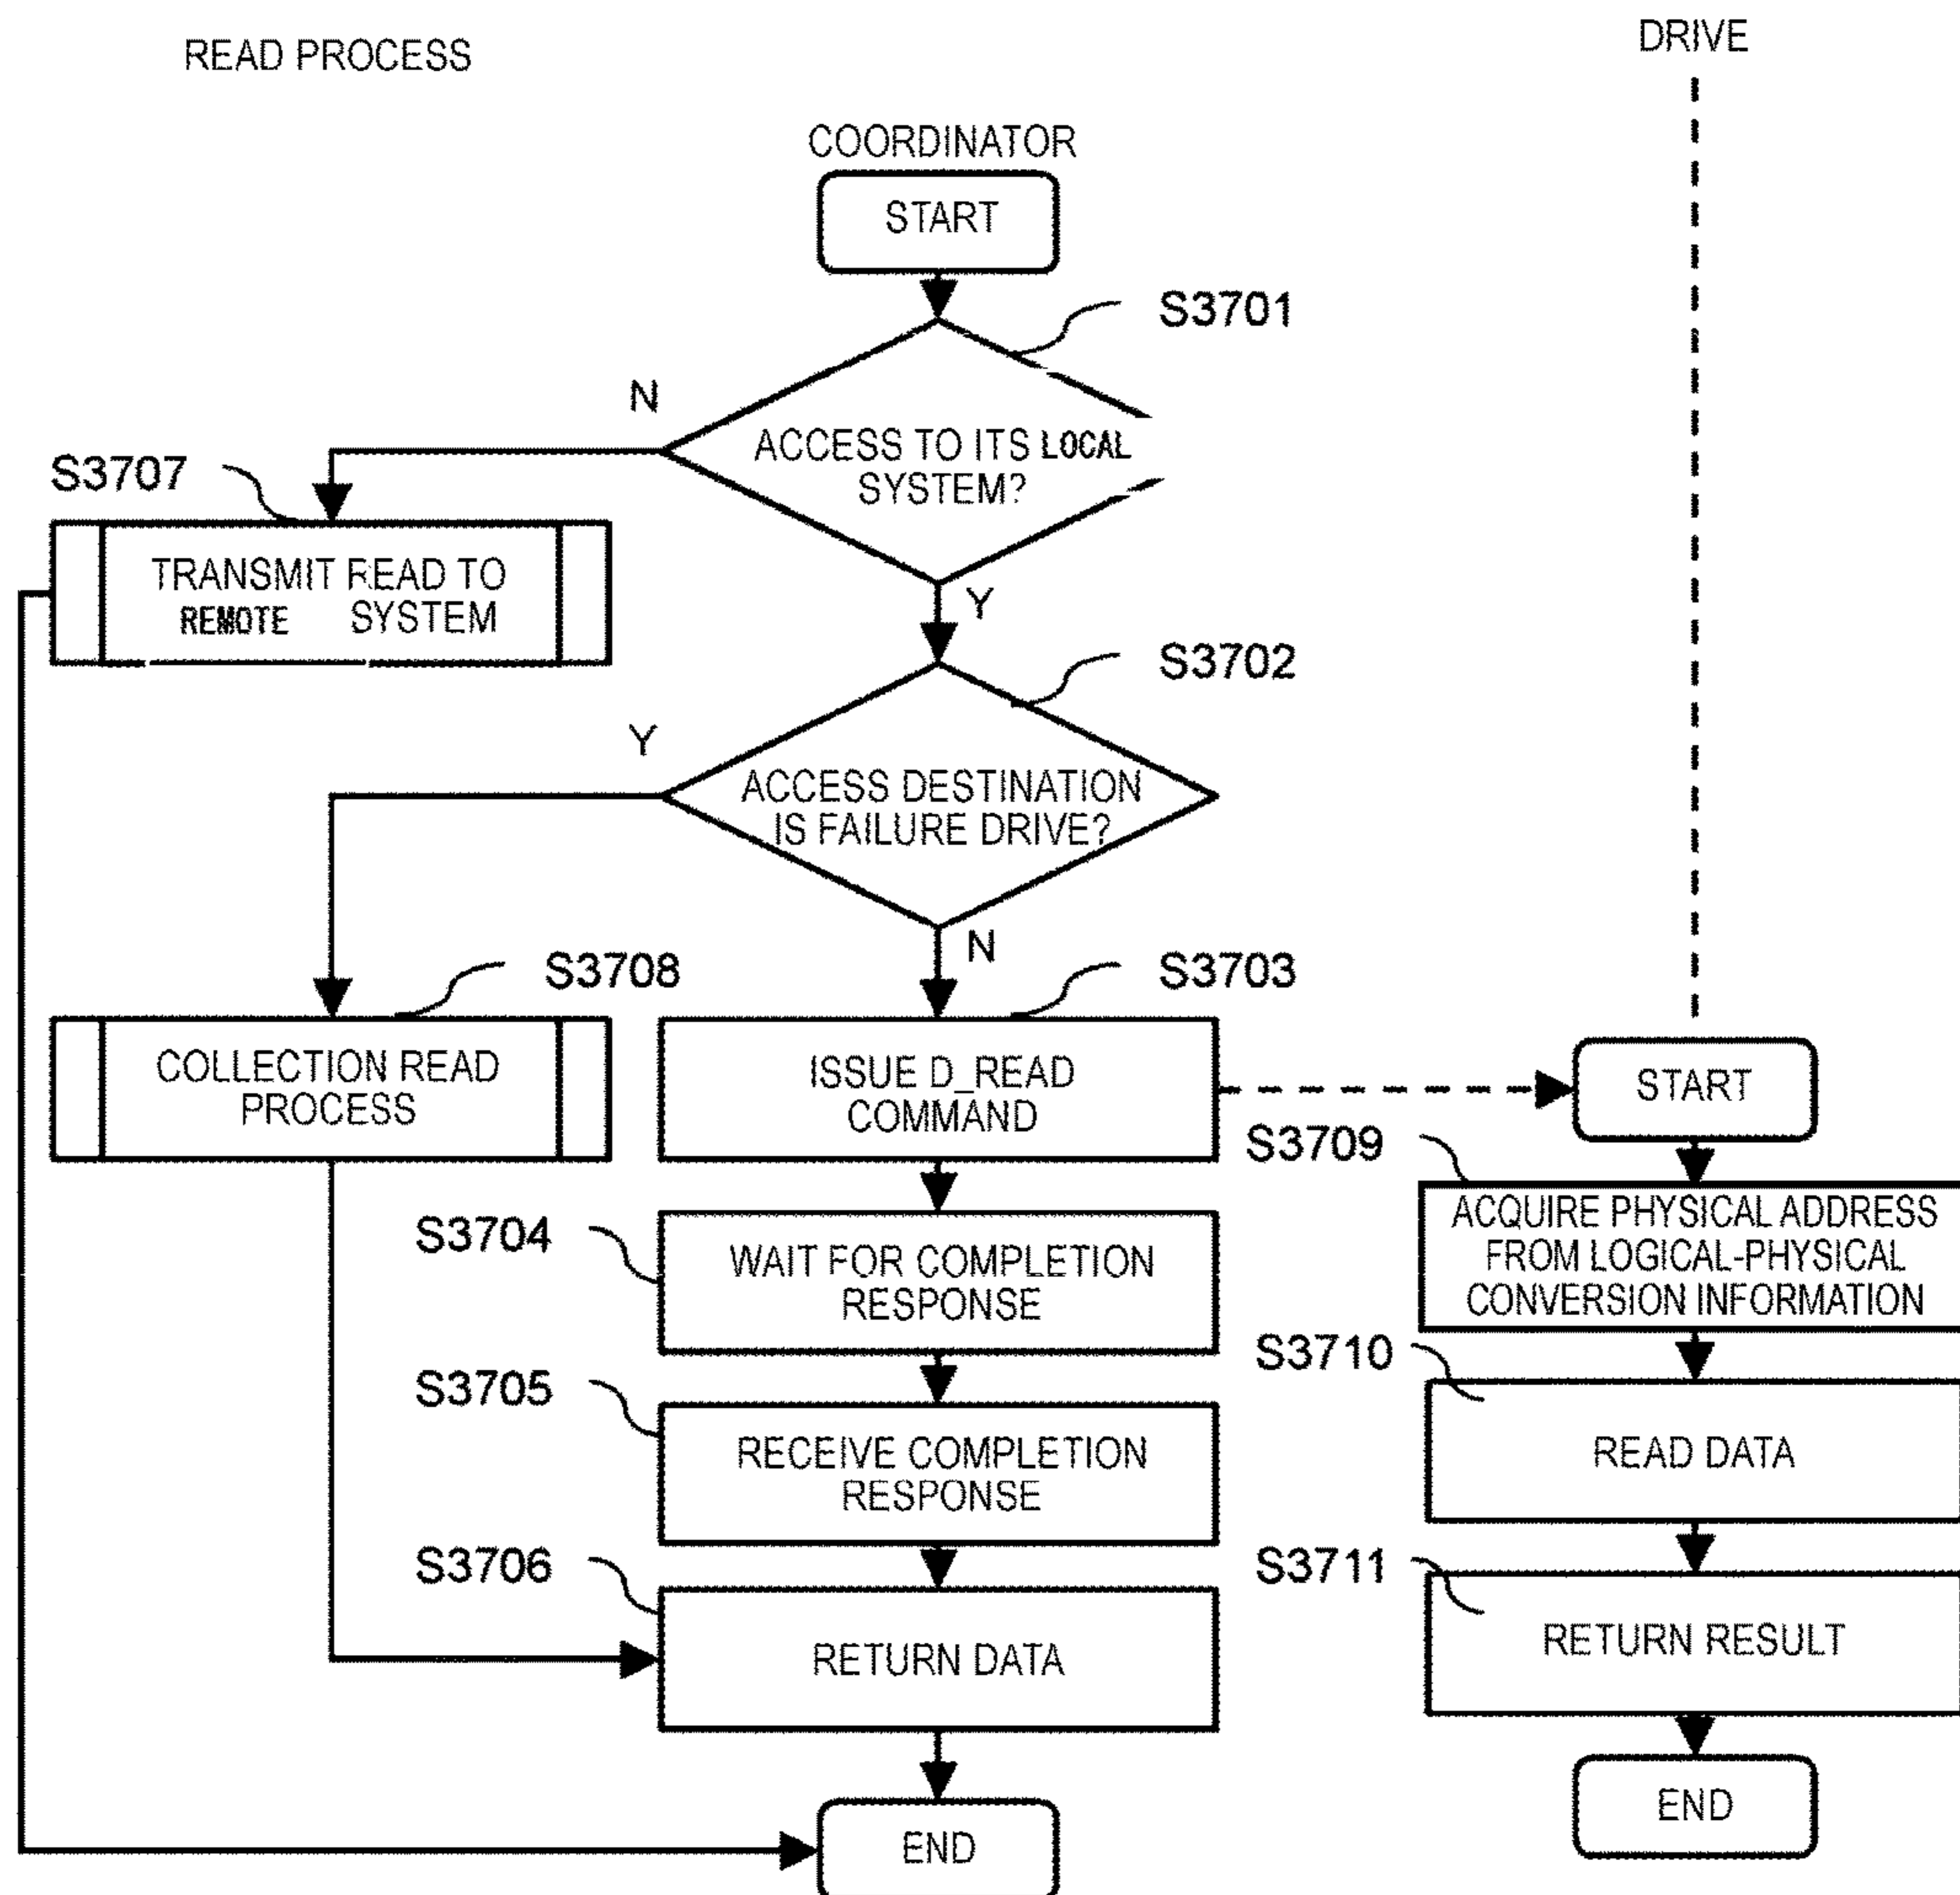 READ PROCESS
DRIVE
COORDINATOR
START
S3701
N
ACCESS TO ITS LOCAL
SYSTEM?
S3707
TRANSMIT READ TO
REMOTE SYSTEM
Y
S3702
Y
ACCESS DESTINATION
IS FAILURE DRIVE?
N
S3708
S3703
COLLECTION READ
PROCESS
ISSUE D_READ
COMMAND
START
S3709
ACQUIRE PHYSICAL ADDRESS
FROM LOGICAL-PHYSICAL
CONVERSION INFORMATION
S3704
WAIT FOR COMPLETION
RESPONSE
S3710
READ DATA
S3705
RECEIVE COMPLETION
RESPONSE
S3706
RETURN DATA
S3711
RETURN RESULT
END
END